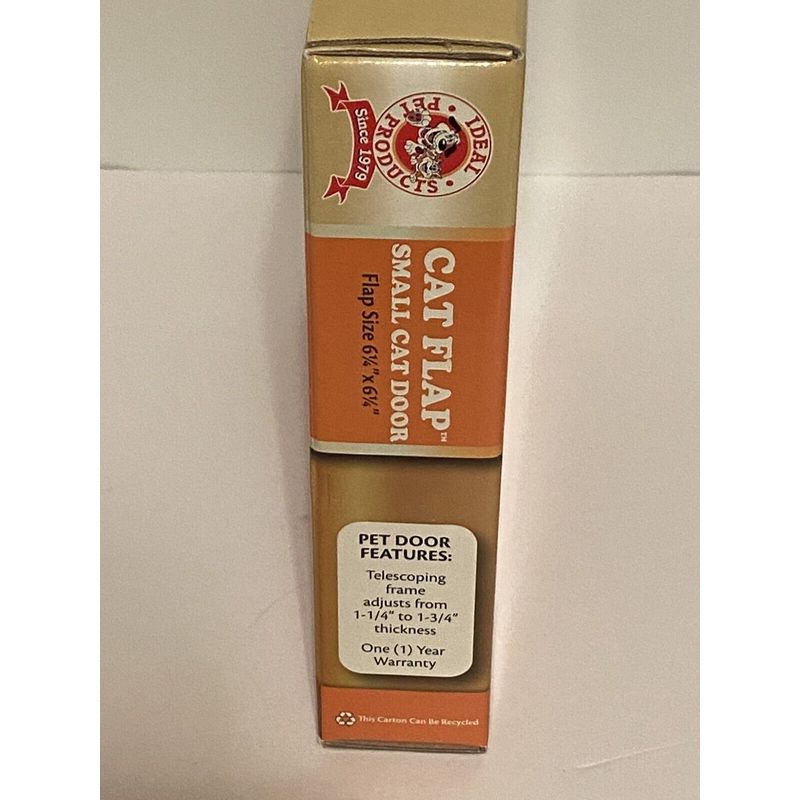 IDEAL
PET PRODUCTS
Since 1979
CAT FLAP™
SMALL CAT DOOR
Flap Size 6¼"x6¼"
PET DOOR
FEATURES:
Telescoping
frame
adjusts from
1-1/4" to 1-3/4"
thickness
One (1) Year
Warranty
This Carton Can Be Recycled